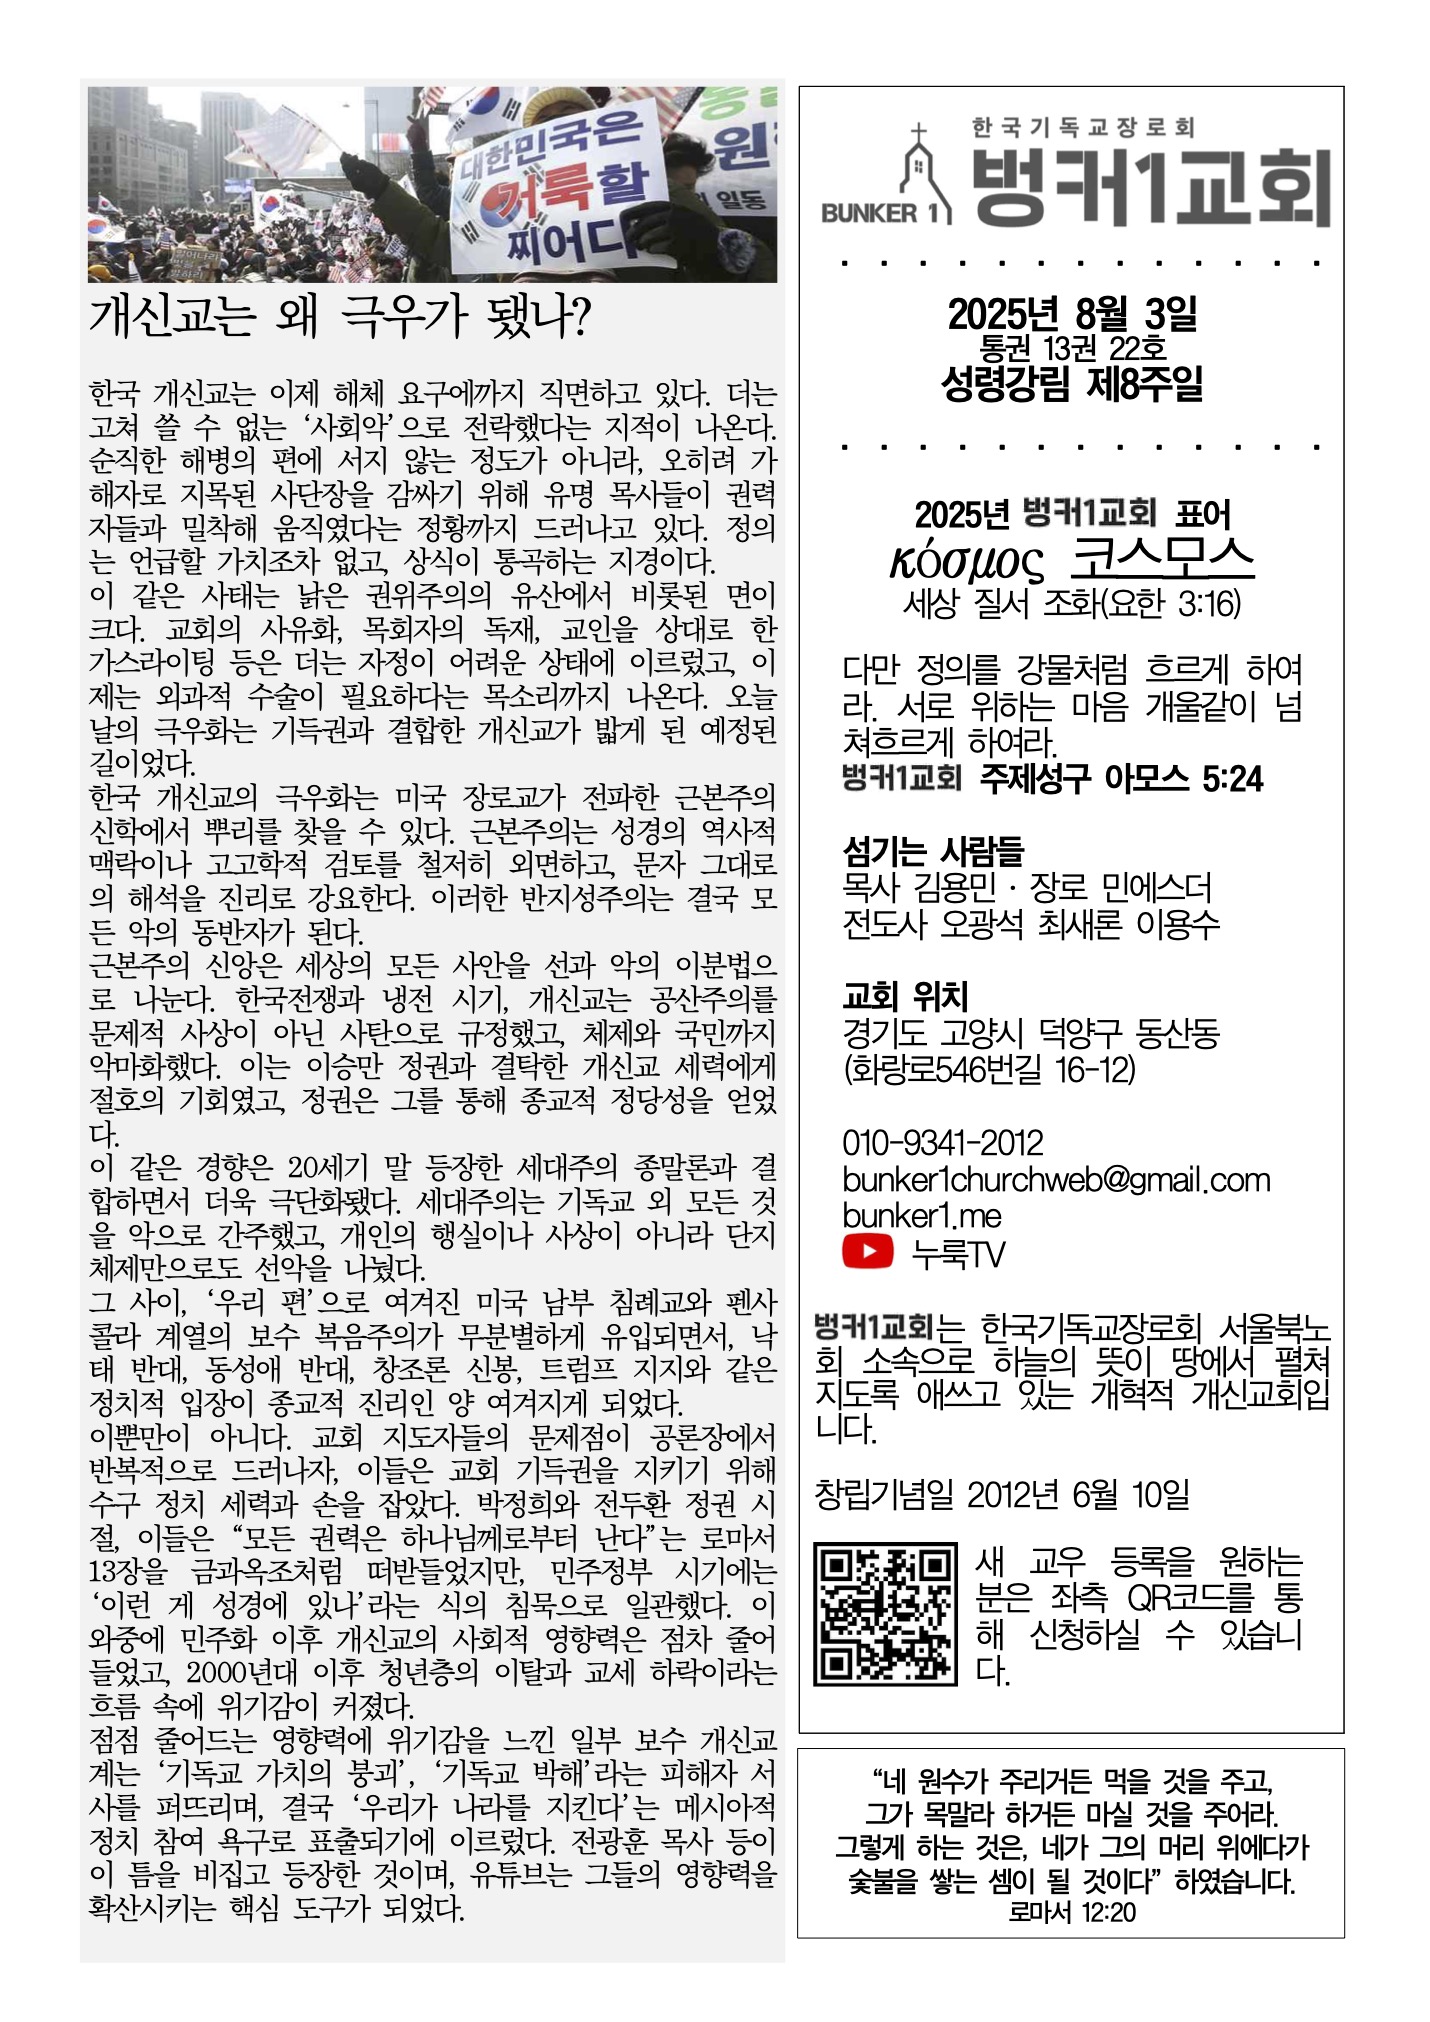 대한민국은
거룩할
찌어다
원
일동
개신교는 왜 극우가 됐나?
한국 개신교는 이제 해체 요구에까지 직면하고 있다. 더는
고쳐 쓸 수 없는 ‘사회악’으로 전락했다는 지적이 나온다.
순직한 해병의 편에 서지 않는 정도가 아니라, 오히려 가
해자로 지목된 사단장을 감싸기 위해 유명 목사들이 권력
자들과 밀착해 움직였다는 정황까지 드러나고 있다. 정의
는 언급할 가치조차 없고, 상식이 통곡하는 지경이다.
이 같은 사태는 낡은 권위주의의 유산에서 비롯된 면이
크다. 교회의 사유화, 목회자의 독재, 교인을 상대로 한
가스라이팅 등은 더는 자정이 어려운 상태에 이르렀고, 이
제는 외과적 수술이 필요하다는 목소리까지 나온다. 오늘
날의 극우화는 기득권과 결합한 개신교가 밟게 된 예정된
길이었다.
한국 개신교의 극우화는 미국 장로교가 전파한 근본주의
신학에서 뿌리를 찾을 수 있다. 근본주의는 성경의 역사적
맥락이나 고고학적 검토를 철저히 외면하고, 문자 그대로
의 해석을 진리로 강요한다. 이러한 반지성주의는 결국 모
든 악의 동반자가 된다.
근본주의 신앙은 세상의 모든 사안을 선과 악의 이분법으
로 나눈다. 한국전쟁과 냉전 시기, 개신교는 공산주의를
문제적 사상이 아닌 사탄으로 규정했고, 체제와 국민까지
악마화했다. 이는 이승만 정권과 결탁한 개신교 세력에게
절호의 기회였고, 정권은 그를 통해 종교적 정당성을 얻었
다.
이 같은 경향은 20세기 말 등장한 세대주의 종말론과 결
합하면서 더욱 극단화됐다. 세대주의는 기독교 외 모든 것
을 악으로 간주했고, 개인의 행실이나 사상이 아니라 단지
체제만으로도 선악을 나눴다.
그 사이, ‘우리 편’으로 여겨진 미국 남부 침례교와 펜사
콜라 계열의 보수 복음주의가 무분별하게 유입되면서, 낙
태 반대, 동성애 반대, 창조론 신봉, 트럼프 지지와 같은
정치적 입장이 종교적 진리인 양 여겨지게 되었다.
이뿐만이 아니다. 교회 지도자들의 문제점이 공론장에서
반복적으로 드러나자, 이들은 교회 기득권을 지키기 위해
수구 정치 세력과 손을 잡았다. 박정희와 전두환 정권 시
절, 이들은 “모든 권력은 하나님께로부터 난다”는 로마서
13장을 금과옥조처럼 떠받들었지만, 민주정부 시기에는
‘이런 게 성경에 있나’라는 식의 침묵으로 일관했다. 이
와중에 민주화 이후 개신교의 사회적 영향력은 점차 줄어
들었고, 2000년대 이후 청년층의 이탈과 교세 하락이라는
흐름 속에 위기감이 커졌다.
점점 줄어드는 영향력에 위기감을 느낀 일부 보수 개신교
계는 ‘기독교 가치의 붕괴’, ‘기독교 박해’라는 피해자 서
사를 퍼뜨리며, 결국 ‘우리가 나라를 지킨다’는 메시아적
정치 참여 욕구로 표출되기에 이르렀다. 전광훈 목사 등이
이 틈을 비집고 등장한 것이며, 유튜브는 그들의 영향력을
확산시키는 핵심 도구가 되었다.
한국기독교장로회
BUNKER 1 벙커1교회
2025년 8월 3일
통권 13권 22호
성령강림 제8주일
2025년 벙커1교회 표어
κόσμος 코스모스
세상 질서 조화(요한 3:16)
다만 정의를 강물처럼 흐르게 하여
라. 서로 위하는 마음 개울같이 넘
쳐흐르게 하여라.
벙커1교회 주제성구 아모스 5:24
섬기는 사람들
목사 김용민 · 장로 민에스더
전도사 오광석 최새론 이용수
교회 위치
경기도 고양시 덕양구 동산동
(화랑로546번길 16-12)
010-9341-2012
bunker1churchweb@gmail.com
bunker1.me
누룩TV
벙커1교회는 한국기독교장로회 서울북노
회 소속으로 하늘의 뜻이 땅에서 펼쳐
지도록 애쓰고 있는 개혁적 개신교회입
니다.
창립기념일 2012년 6월 10일
새 교우 등록을 원하는
분은 좌측 QR코드를 통
해 신청하실 수 있습니
다.
“네 원수가 주리거든 먹을 것을 주고,
그가 목말라 하거든 마실 것을 주어라.
그렇게 하는 것은, 네가 그의 머리 위에다가
숯불을 쌓는 셈이 될 것이다” 하였습니다.
로마서 12:20